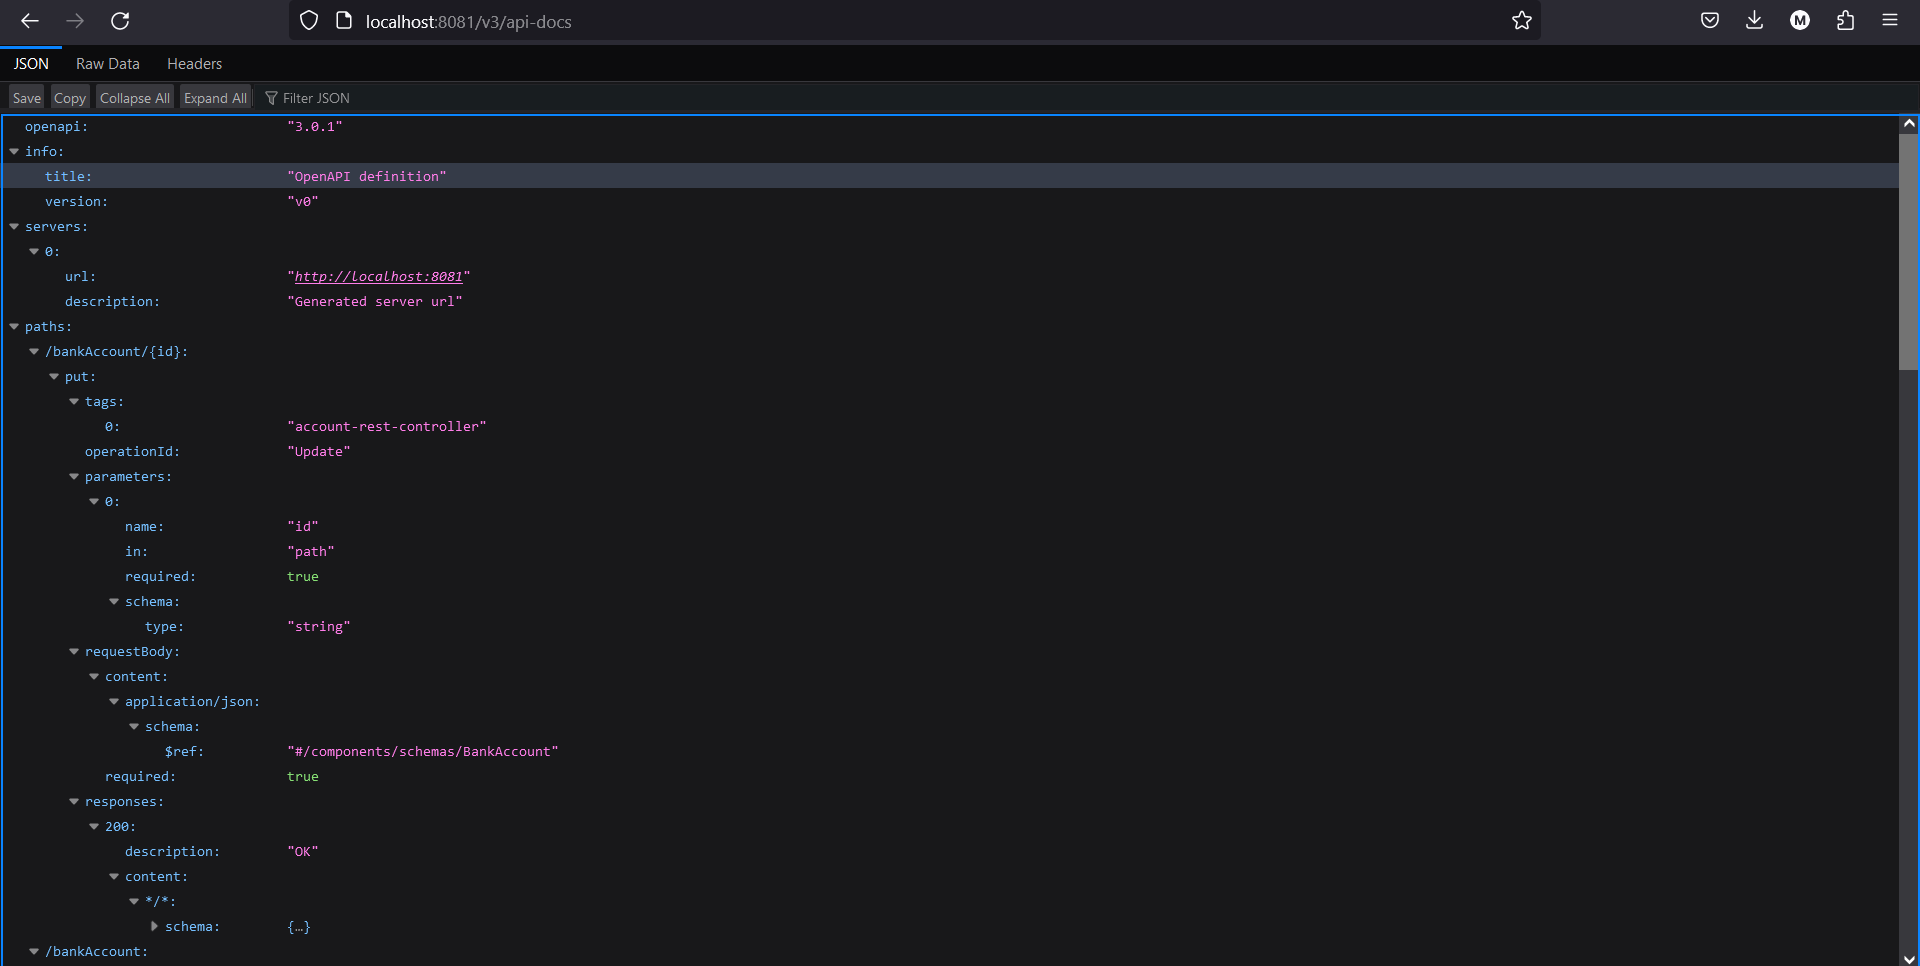 localhost:8081/v3/api-docs
M
JSON Raw Data Headers
Save Copy Collapse All Expand All Filter JSON
openapi: "3.0.1"
info:
title: "OpenAPI definition"
version: "v0"
servers:
0:
url: "http://localhost:8081"
description: "Generated server url"
paths:
/bankAccount/{id}:
put:
tags:
0: "account-rest-controller"
operationId: "Update"
parameters:
0:
name: "id"
in: "path"
required: true
schema:
type: "string"
requestBody:
content:
application/json:
schema:
$ref: "#/components/schemas/BankAccount"
required: true
responses:
200:
description: "OK"
content:
*/*:
schema: {…}
/bankAccount: